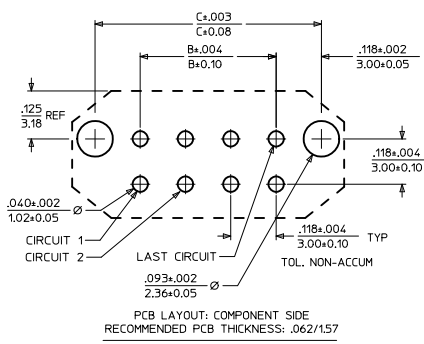 C±.003
C±0.08
B±.004
B±0.10
.118±.002
3.00±0.05
.125
3.18 REF
.118±.004
3.00±0.10
.040±.002
1.02±0.05 Ø
CIRCUIT 1
CIRCUIT 2
LAST CIRCUIT
.118±.004
3.00±0.10 TYP
TOL. NON-ACCUM
.093±.002
2.36±0.05 Ø
PCB LAYOUT: COMPONENT SIDE
RECOMMENDED PCB THICKNESS: .062/1.57